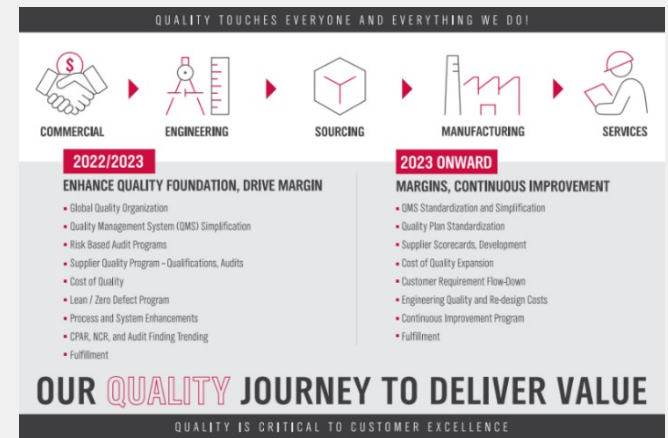 QUALITY TOUCHES EVERYONE AND EVERYTHING WE DO!
$
COMMERCIAL
ENGINEERING
SOURCING
MANUFACTURING
SERVICES
2022/2023
ENHANCE QUALITY FOUNDATION, DRIVE MARGIN
▪ Global Quality Organization
▪ Quality Management System (QMS) Simplification
▪ Risk Based Audit Programs
▪ Supplier Quality Program – Qualifications, Audits
▪ Cost of Quality
▪ Lean / Zero Defect Program
▪ Process and System Enhancements
▪ CPAR, NCR, and Audit Finding Trending
▪ Fulfillment
2023 ONWARD
MARGINS, CONTINUOUS IMPROVEMENT
▪ QMS Standardization and Simplification
▪ Quality Plan Standardization
▪ Supplier Scorecards, Development
▪ Cost of Quality Expansion
▪ Customer Requirement Flow-Down
▪ Engineering Quality and Re-design Costs
▪ Continuous Improvement Program
▪ Fulfillment
OUR QUALITY JOURNEY TO DELIVER VALUE
QUALITY IS CRITICAL TO CUSTOMER EXCELLENCE